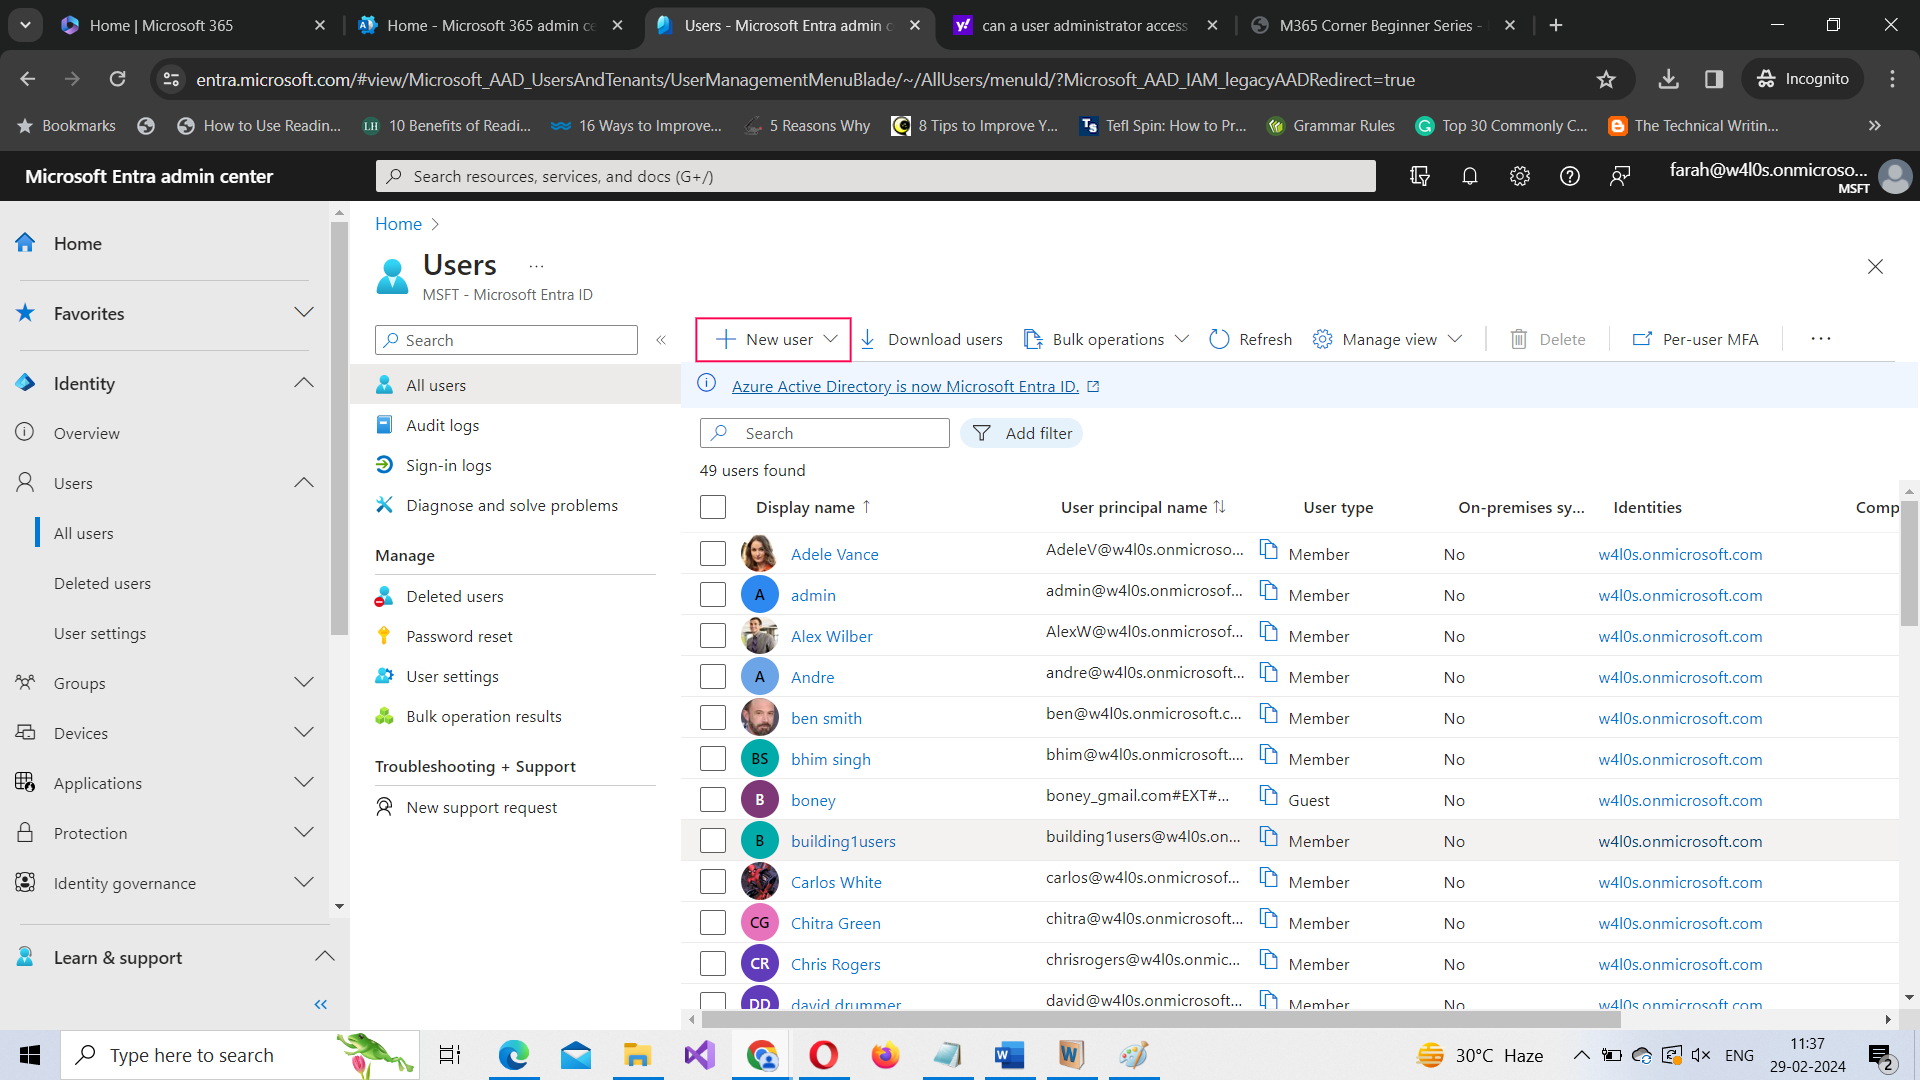 Home | Microsoft 365
Home - Microsoft 365 admin ce
Users - Microsoft Entra admin c
can a user administrator access
M365 Corner Beginner Series -
entra.microsoft.com/#view/Microsoft_AAD_UsersAndTenants/UserManagementMenuBlade/~/AllUsers/menuId/?Microsoft_AAD_IAM_legacyAADRedirect=true
Incognito
Bookmarks
How to Use Readin...
10 Benefits of Readi...
16 Ways to Improve...
5 Reasons Why
8 Tips to Improve Y...
Tefl Spin: How to Pr...
Grammar Rules
Top 30 Commonly C...
The Technical Writin...
Microsoft Entra admin center
Search resources, services, and docs (G+/)
farah@w4l0s.onmicroso...
MSFT
Home
Favorites
Identity
Overview
Users
All users
Deleted users
User settings
Groups
Devices
Applications
Protection
Identity governance
Learn & support
Home
Users ...
MSFT - Microsoft Entra ID
Search
All users
Audit logs
Sign-in logs
Diagnose and solve problems
Manage
Deleted users
Password reset
User settings
Bulk operation results
Troubleshooting + Support
New support request
New user
Download users
Bulk operations
Refresh
Manage view
Delete
Per-user MFA
...
Azure Active Directory is now Microsoft Entra ID.
Search
Add filter
49 users found
Display name User principal name User type On-premises sy... Identities Comp
Adele Vance AdeleV@w4l0s.onmicroso... Member No w4l0s.onmicrosoft.com
A admin admin@w4l0s.onmicrosof... Member No w4l0s.onmicrosoft.com
Alex Wilber AlexW@w4l0s.onmicrosof... Member No w4l0s.onmicrosoft.com
A Andre andre@w4l0s.onmicrosoft... Member No w4l0s.onmicrosoft.com
ben smith ben@w4l0s.onmicrosoft.c... Member No w4l0s.onmicrosoft.com
BS bhim singh bhim@w4l0s.onmicrosoft.... Member No w4l0s.onmicrosoft.com
B boney boney_gmail.com#EXT#... Guest No w4l0s.onmicrosoft.com
B building1users building1users@w4l0s.on... Member No w4l0s.onmicrosoft.com
Carlos White carlos@w4l0s.onmicrosof... Member No w4l0s.onmicrosoft.com
CG Chitra Green chitra@w4l0s.onmicrosoft... Member No w4l0s.onmicrosoft.com
CR Chris Rogers chrisrogers@w4l0s.onmic... Member No w4l0s.onmicrosoft.com
DD david drummer david@w4l0s.onmicrosoft... Member No w4l0s.onmicrosoft.com
Type here to search
30°C Haze
ENG
11:37
29-02-2024
2